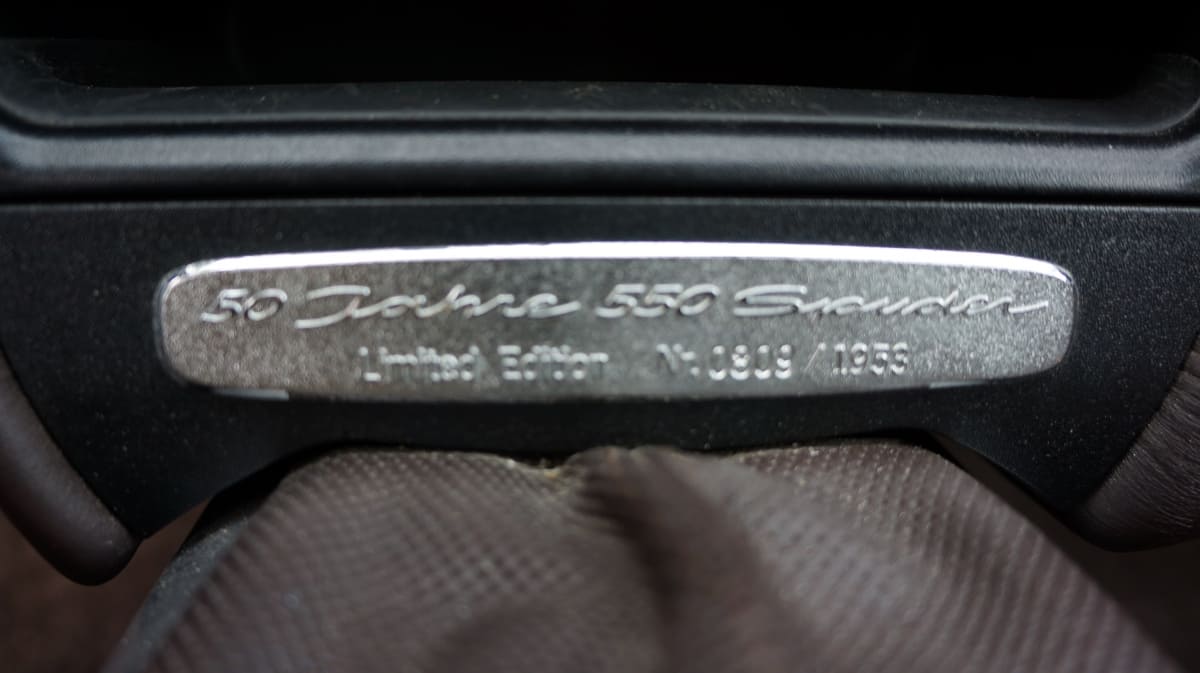 50 Jahre 550 Spyder
Limited Edition Nr. 0809 / 1953